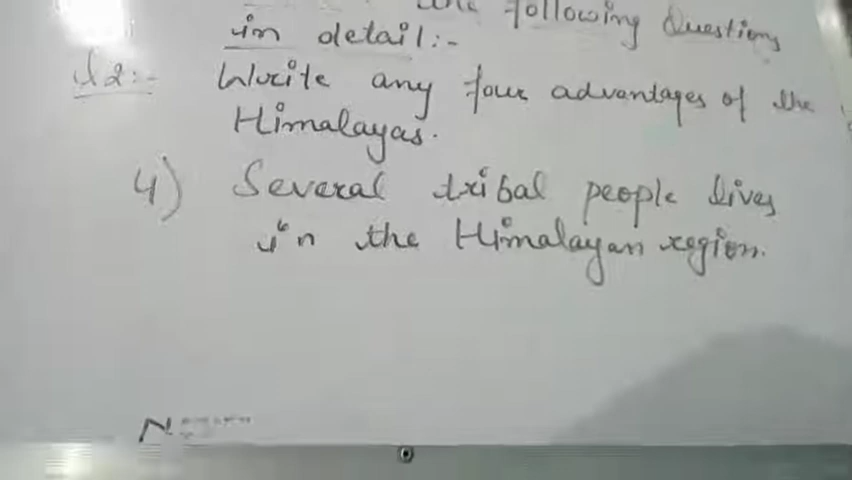 the following Questions
in detail:-
Q2:- Write any four advantages of the
Himalayas.
4) Several tribal people lives
in the Himalayan region.